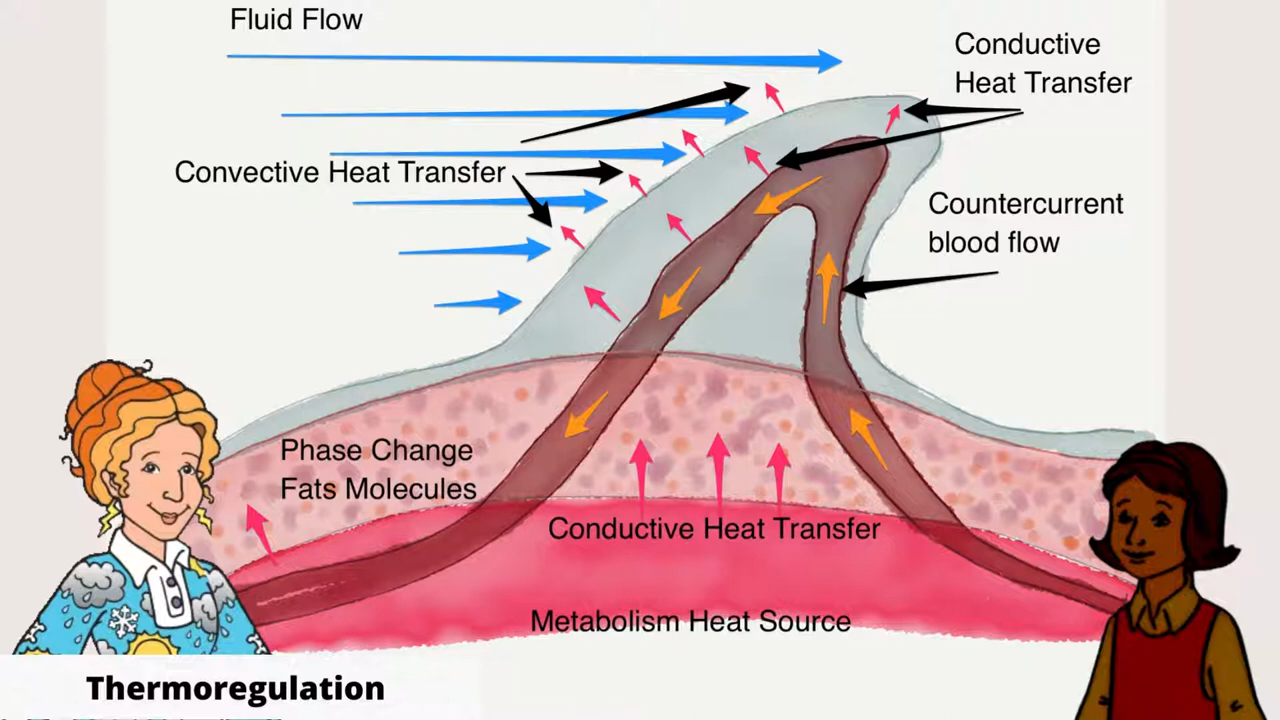 Fluid Flow
Conductive
Heat Transfer
Convective Heat Transfer
Countercurrent
blood flow
Phase Change
Fats Molecules
Conductive Heat Transfer
Metabolism Heat Source
Thermoregulation